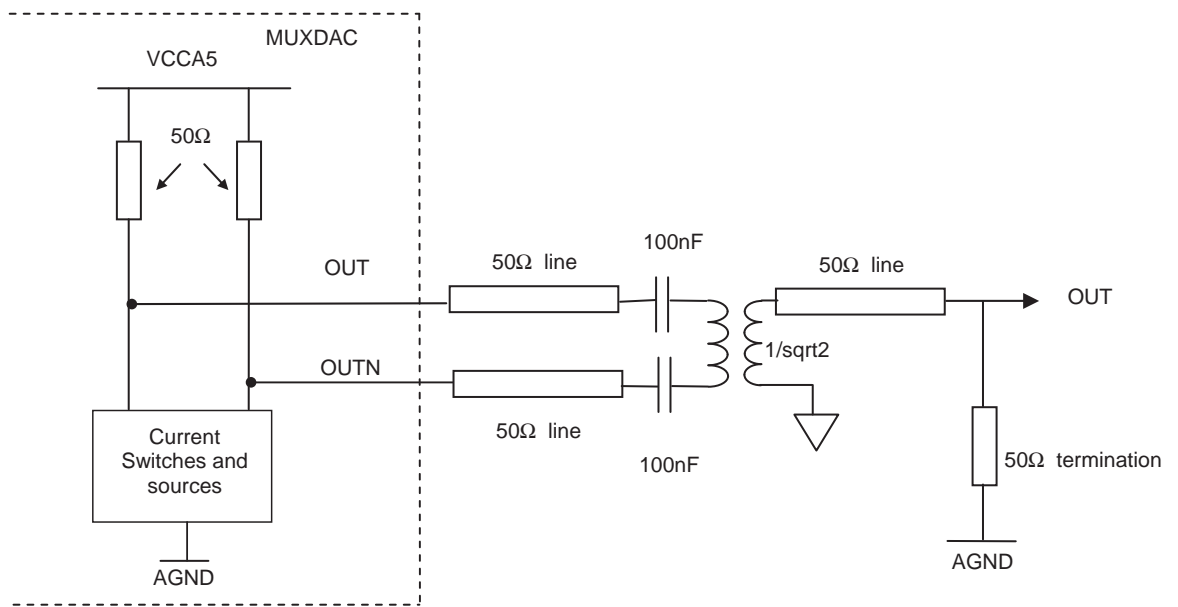 MUXDAC
VCCA5
50Ω
100nF
OUT
50Ω line
50Ω line
OUT
1/sqrt2
OUTN
50Ω line
100nF
Current
Switches and
sources
50Ω termination
AGND
AGND